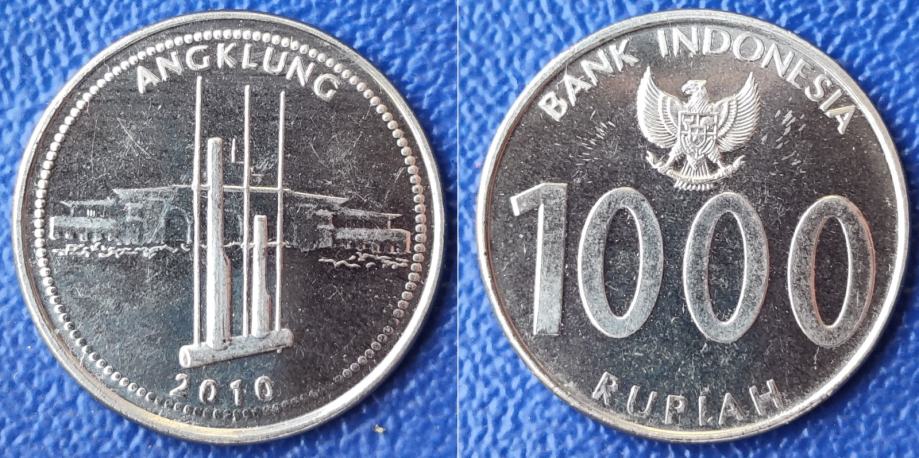 ANGKLUNG
2010
BANK INDONESIA
1000
RUPIAH